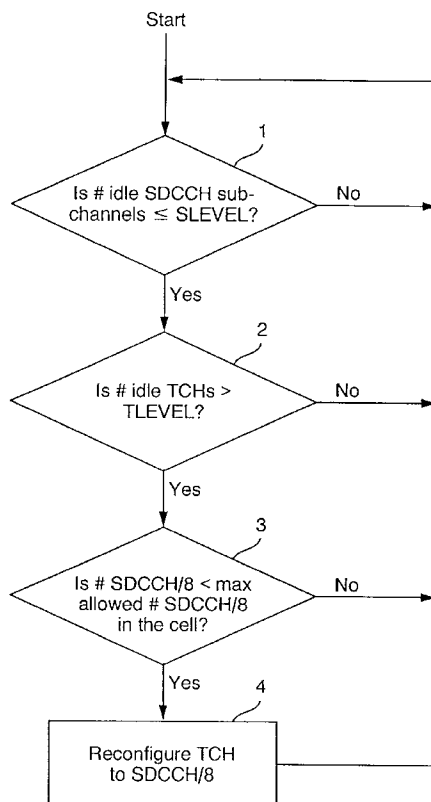 Start
1
Is # idle SDCCH sub-
channels ≤ SLEVEL?
No
Yes
2
Is # idle TCHs >
TLEVEL?
No
Yes
3
Is # SDCCH/8 < max
allowed # SDCCH/8
in the cell?
No
Yes
4
Reconfigure TCH
to SDCCH/8